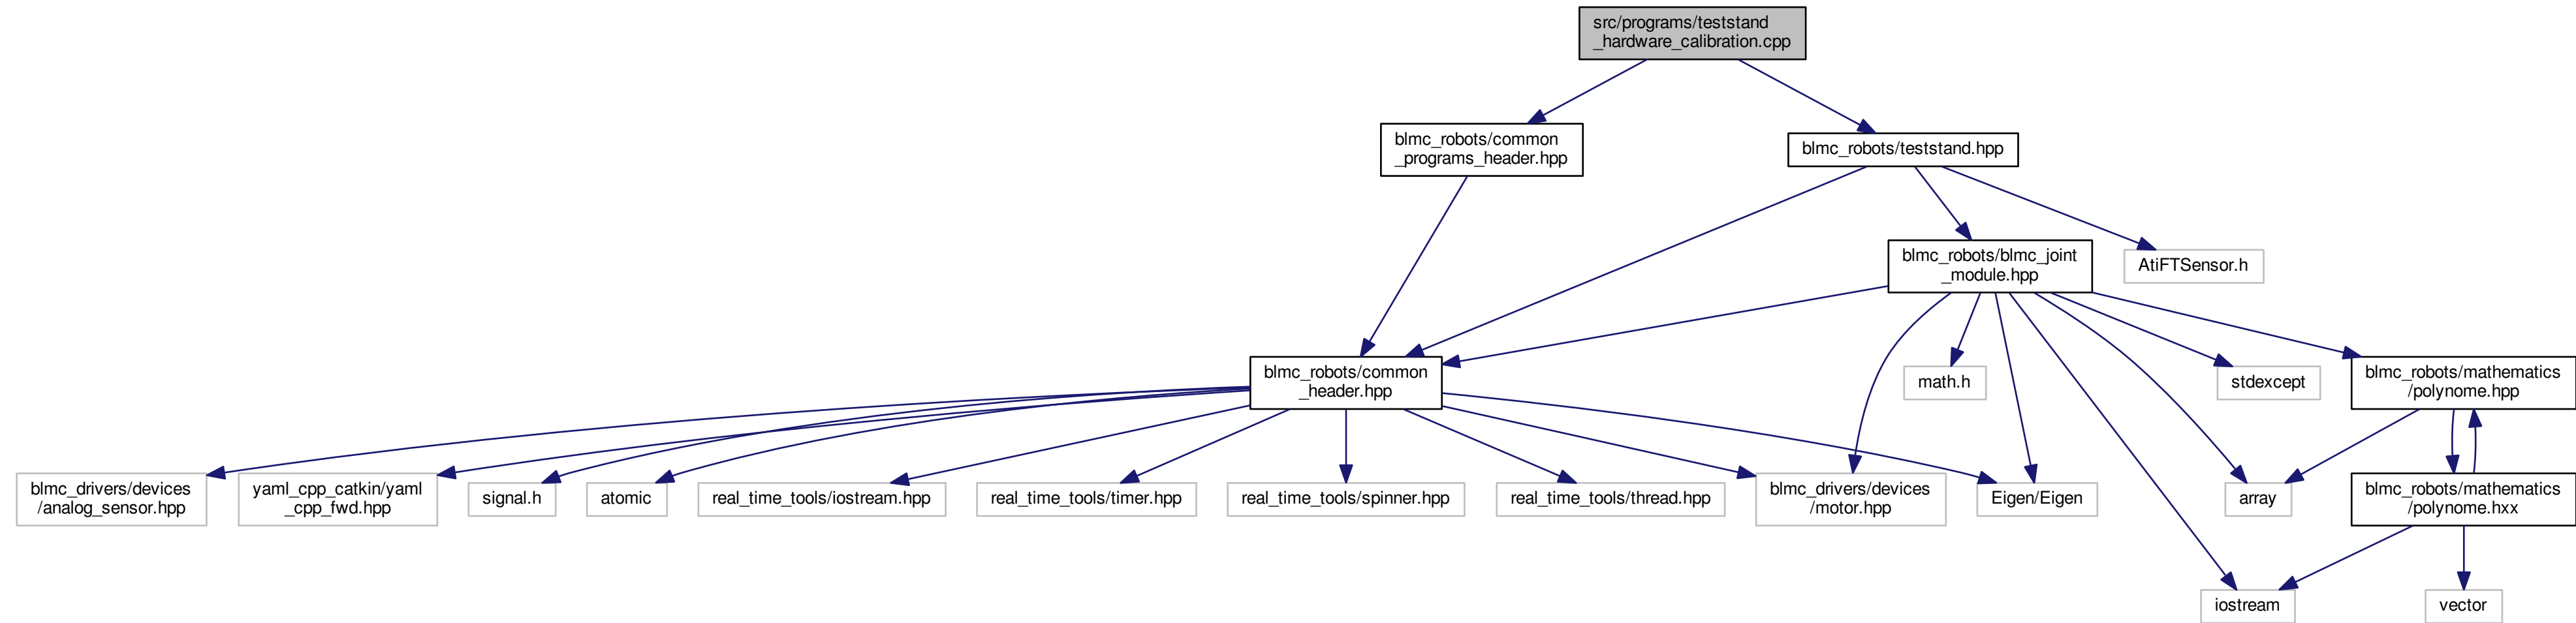 src/programs/teststand
_hardware_calibration.cpp
blmc_robots/common
_programs_header.hpp
blmc_robots/teststand.hpp
blmc_robots/blmc_joint
_module.hpp
AtiFTSensor.h
blmc_robots/common
_header.hpp
math.h
stdexcept
blmc_robots/mathematics
/polynome.hpp
blmc_drivers/devices
/analog_sensor.hpp
yaml_cpp_catkin/yaml
_cpp_fwd.hpp
signal.h
atomic
real_time_tools/iostream.hpp
real_time_tools/timer.hpp
real_time_tools/spinner.hpp
real_time_tools/thread.hpp
blmc_drivers/devices
/motor.hpp
Eigen/Eigen
array
blmc_robots/mathematics
/polynome.hxx
iostream
vector